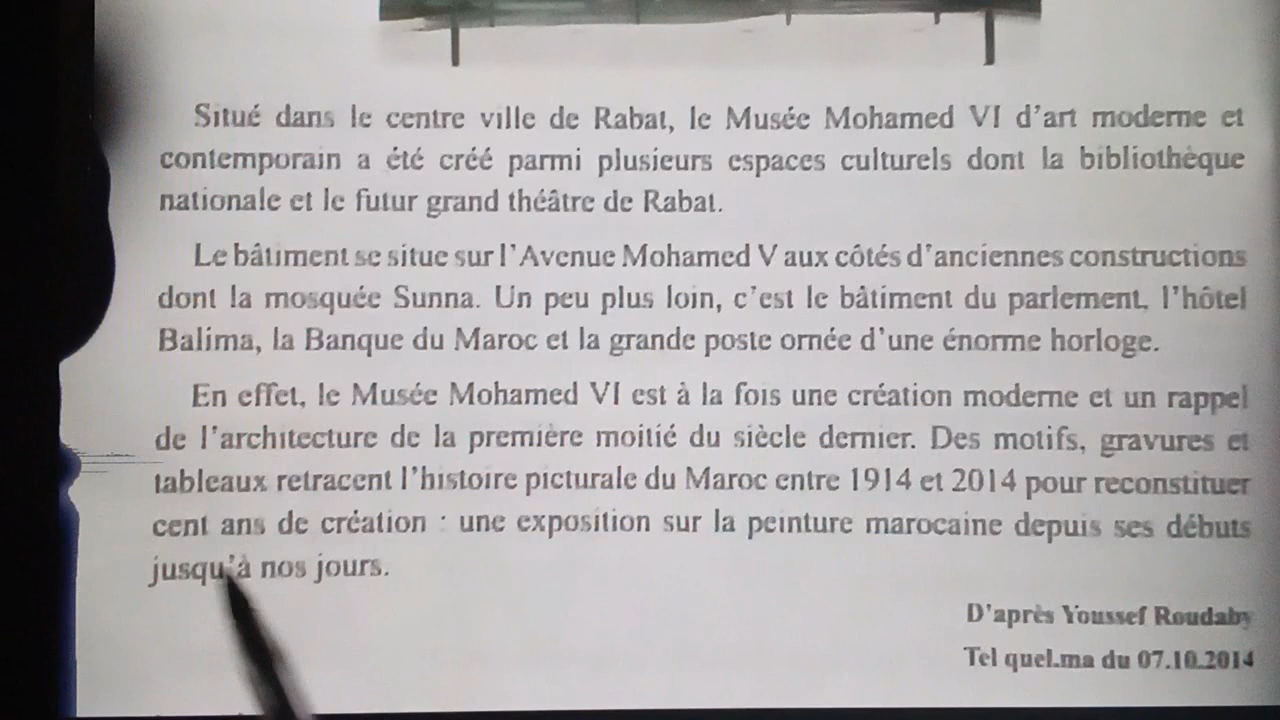 Situé dans le centre ville de Rabat, le Musée Mohamed VI d'art moderne et
contemporain a été créé parmi plusieurs espaces culturels dont la bibliothèque
nationale et le futur grand théâtre de Rabat.
Le bâtiment se situe sur l'Avenue Mohamed V aux côtés d'anciennes constructions
dont la mosquée Sunna. Un peu plus loin, c'est le bâtiment du parlement, l'hôtel
Balima, la Banque du Maroc et la grande poste ornée d'une énorme horloge.
En effet, le Musée Mohamed VI est à la fois une création moderne et un rappel
de l'architecture de la première moitié du siècle dernier. Des motifs, gravures et
tableaux retracent l'histoire picturale du Maroc entre 1914 et 2014 pour reconstituer
cent ans de création : une exposition sur la peinture marocaine depuis ses débuts
jusqu'à nos jours.
D'après Youssef Roudaby
Tel quel.ma du 07.10.2014